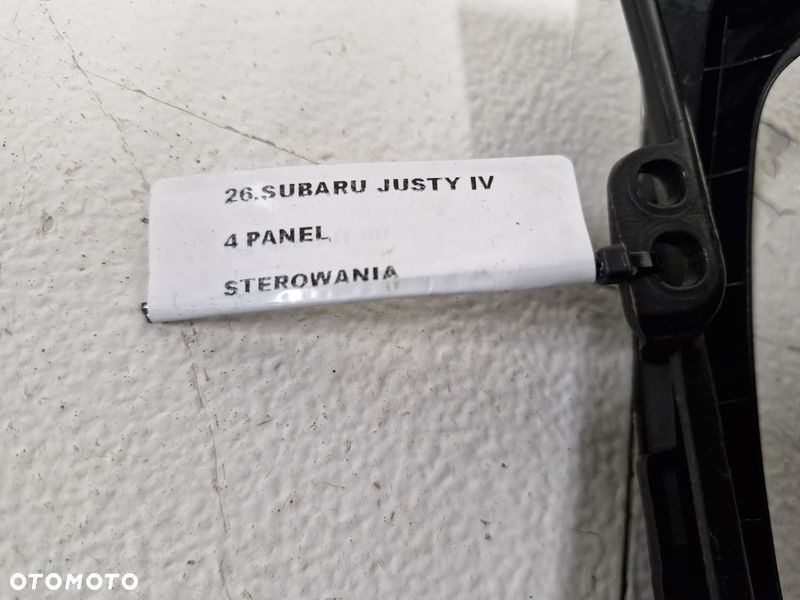 26.SUBARU JUSTY IV
4 PANEL
STEROWANIA
OTOMOTO